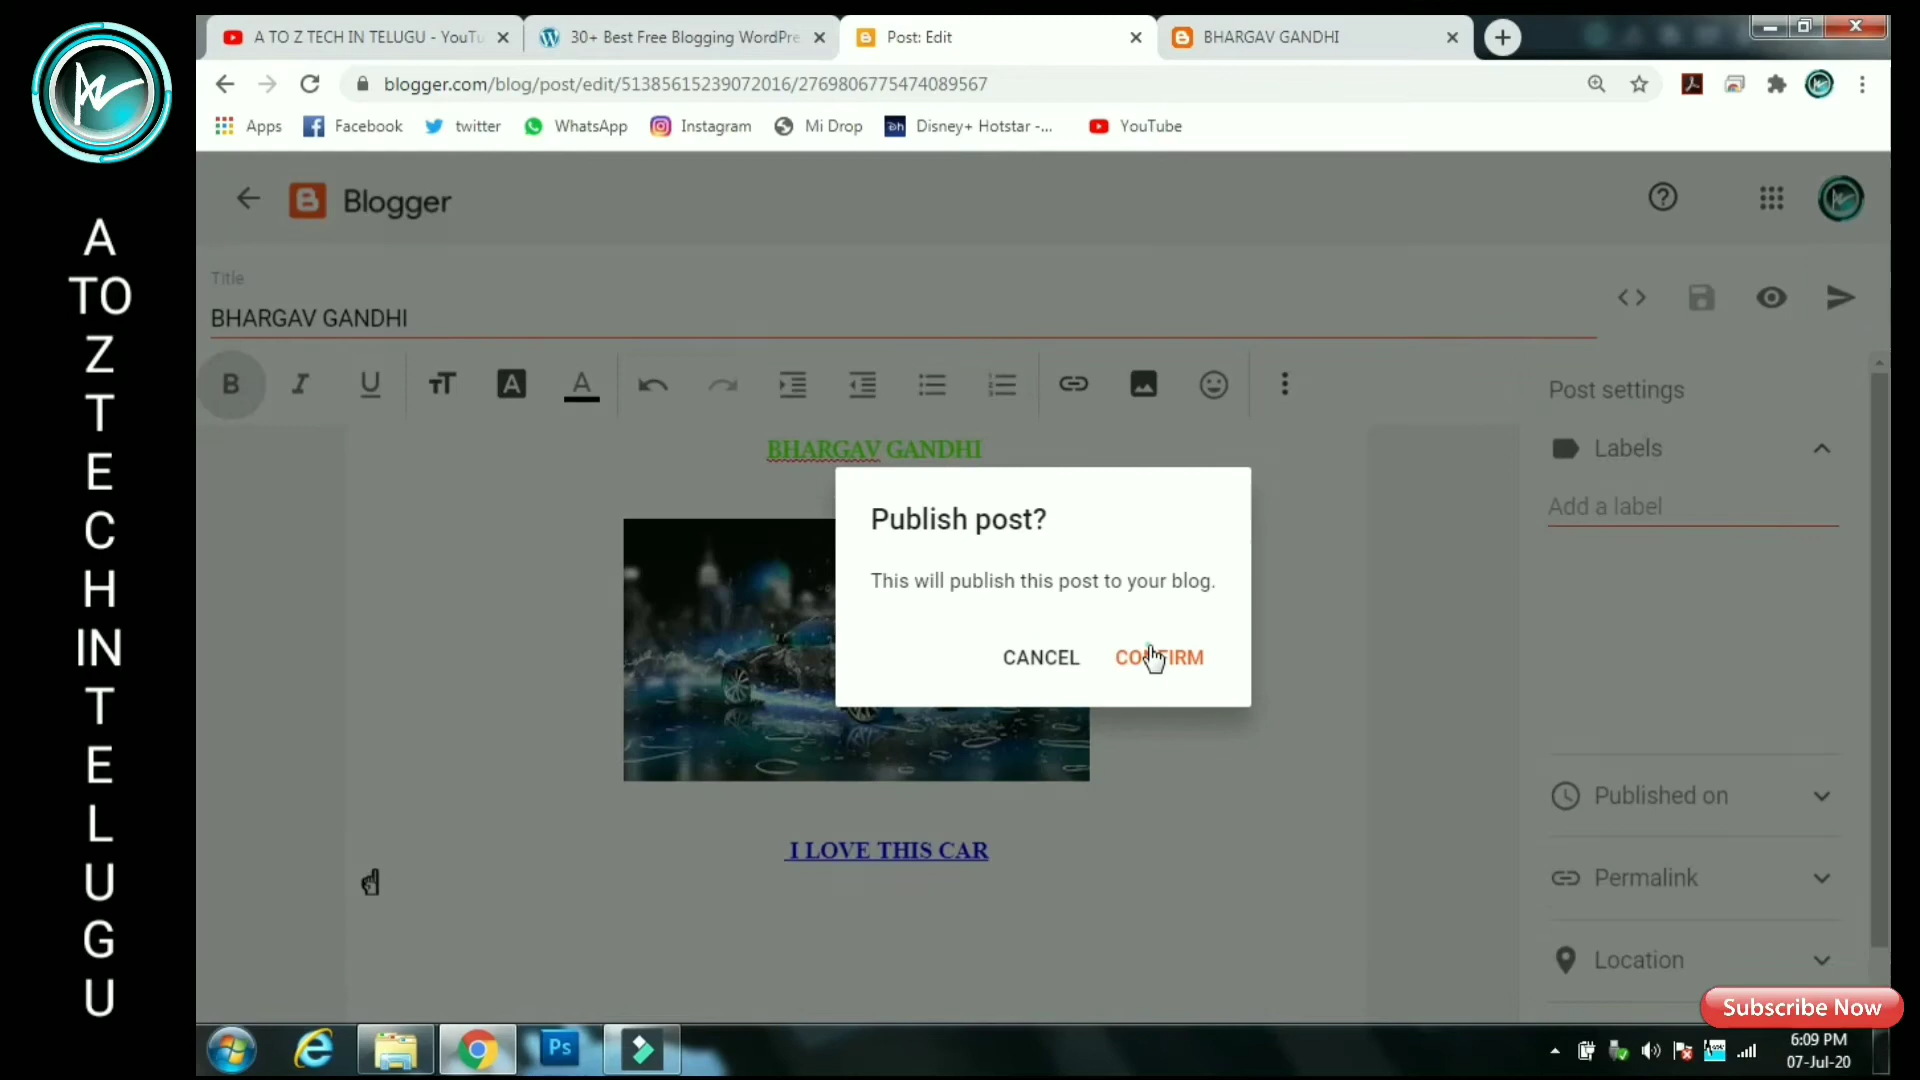 A TO Z TECH IN TELUGU - YouTu
30+ Best Free Blogging WordPre
Post: Edit
BHARGAV GANDHI
blogger.com/blog/post/edit/51385615239072016/2769806775474089567
Apps
Facebook
twitter
WhatsApp
Instagram
Mi Drop
Disney+ Hotstar -...
YouTube
Blogger
Title
BHARGAV GANDHI
Post settings
Labels
Add a label
BHARGAV GANDHI
Publish post?
This will publish this post to your blog.
CANCEL
CONFIRM
I LOVE THIS CAR
Published on
Permalink
Location
Subscribe Now
Ps
6:09 PM
07-Jul-20
A
TO
Z
T
E
C
H
IN
T
E
L
U
G
U